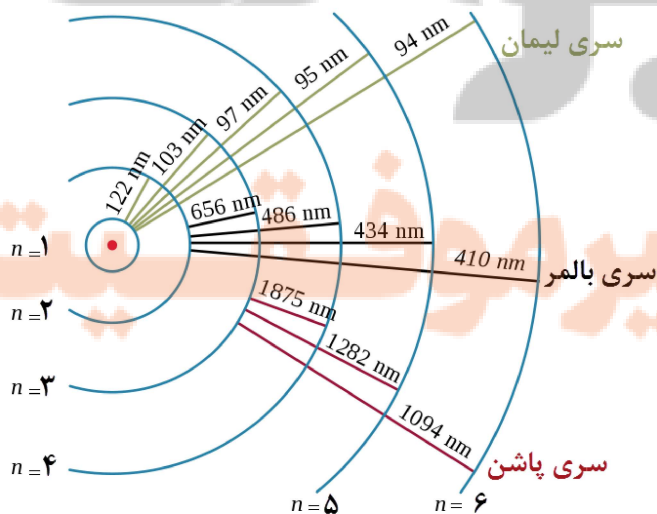 سری لیمان
94 nm
95 nm
97 nm
103 nm
122 nm
656 nm
486 nm
434 nm
410 nm
سری بالمر
1875 nm
1282 nm
1094 nm
سری پاشن
n =۱
n =۲
n =۳
n =۴
n =۵
n = ۶